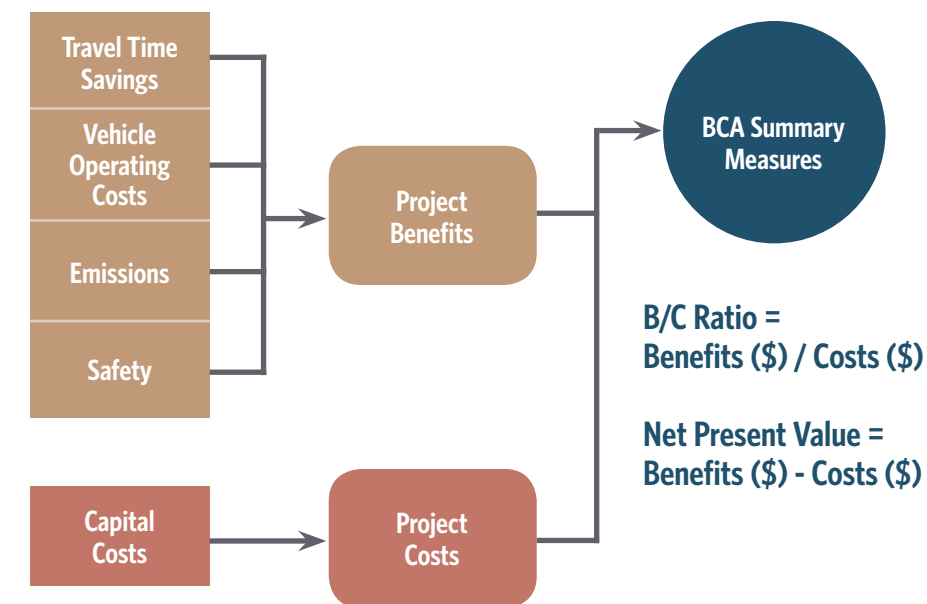 Travel Time
Savings
Vehicle
Operating
Costs
Emissions
Safety
Project
Benefits
BCA Summary
Measures
B/C Ratio =
Benefits ($) / Costs ($)
Net Present Value =
Benefits ($) - Costs ($)
Capital
Costs
Project
Costs